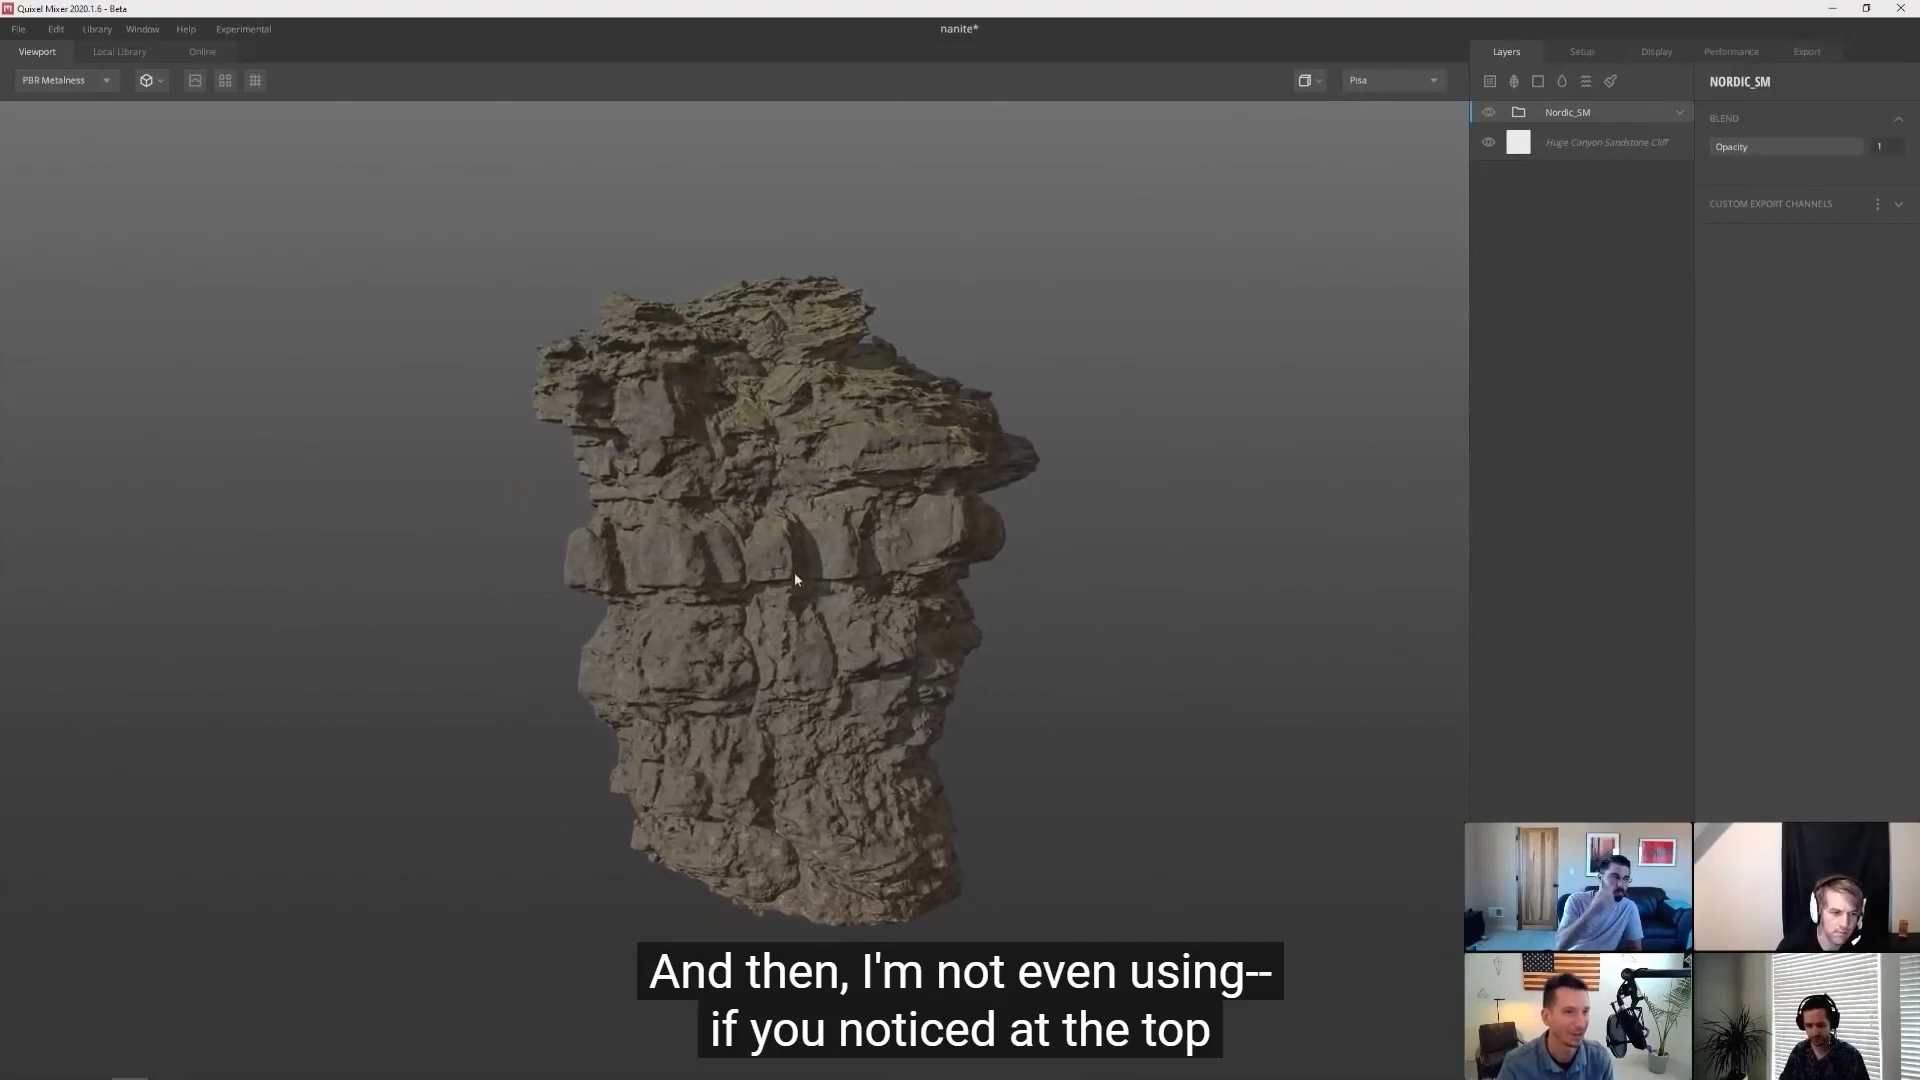 Quixel Mixer 2020.1.6 - Beta
File Edit Library Window Help Experimental
nanite*
Viewport Local Library Online
Layers Setup Display Performance Export
PBR Metalness
Pisa
NORDIC_SM
Nordic_SM
BLEND
Huge Canyon Sandstone Cliff
Opacity 1
CUSTOM EXPORT CHANNELS
And then, I'm not even using--
if you noticed at the top